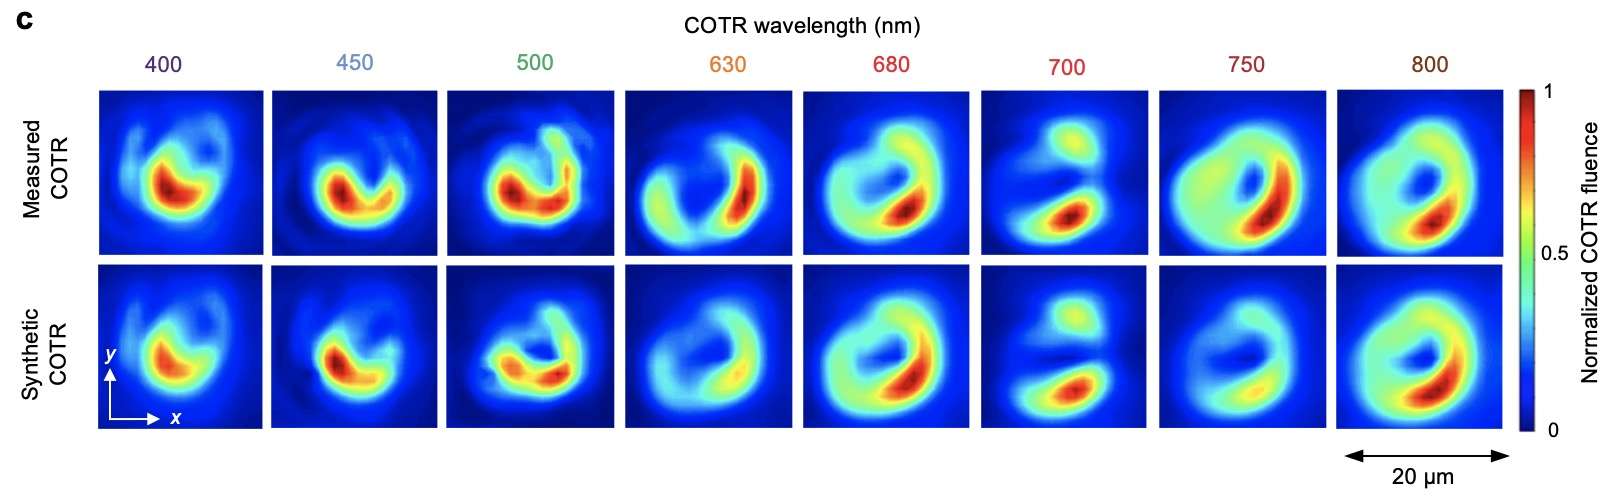 c
COTR wavelength (nm)
400 450 500 630 680 700 750 800
Measured
COTR
Synthetic
COTR
y
x
1
0.5
0
Normalized COTR fluence
20 μm